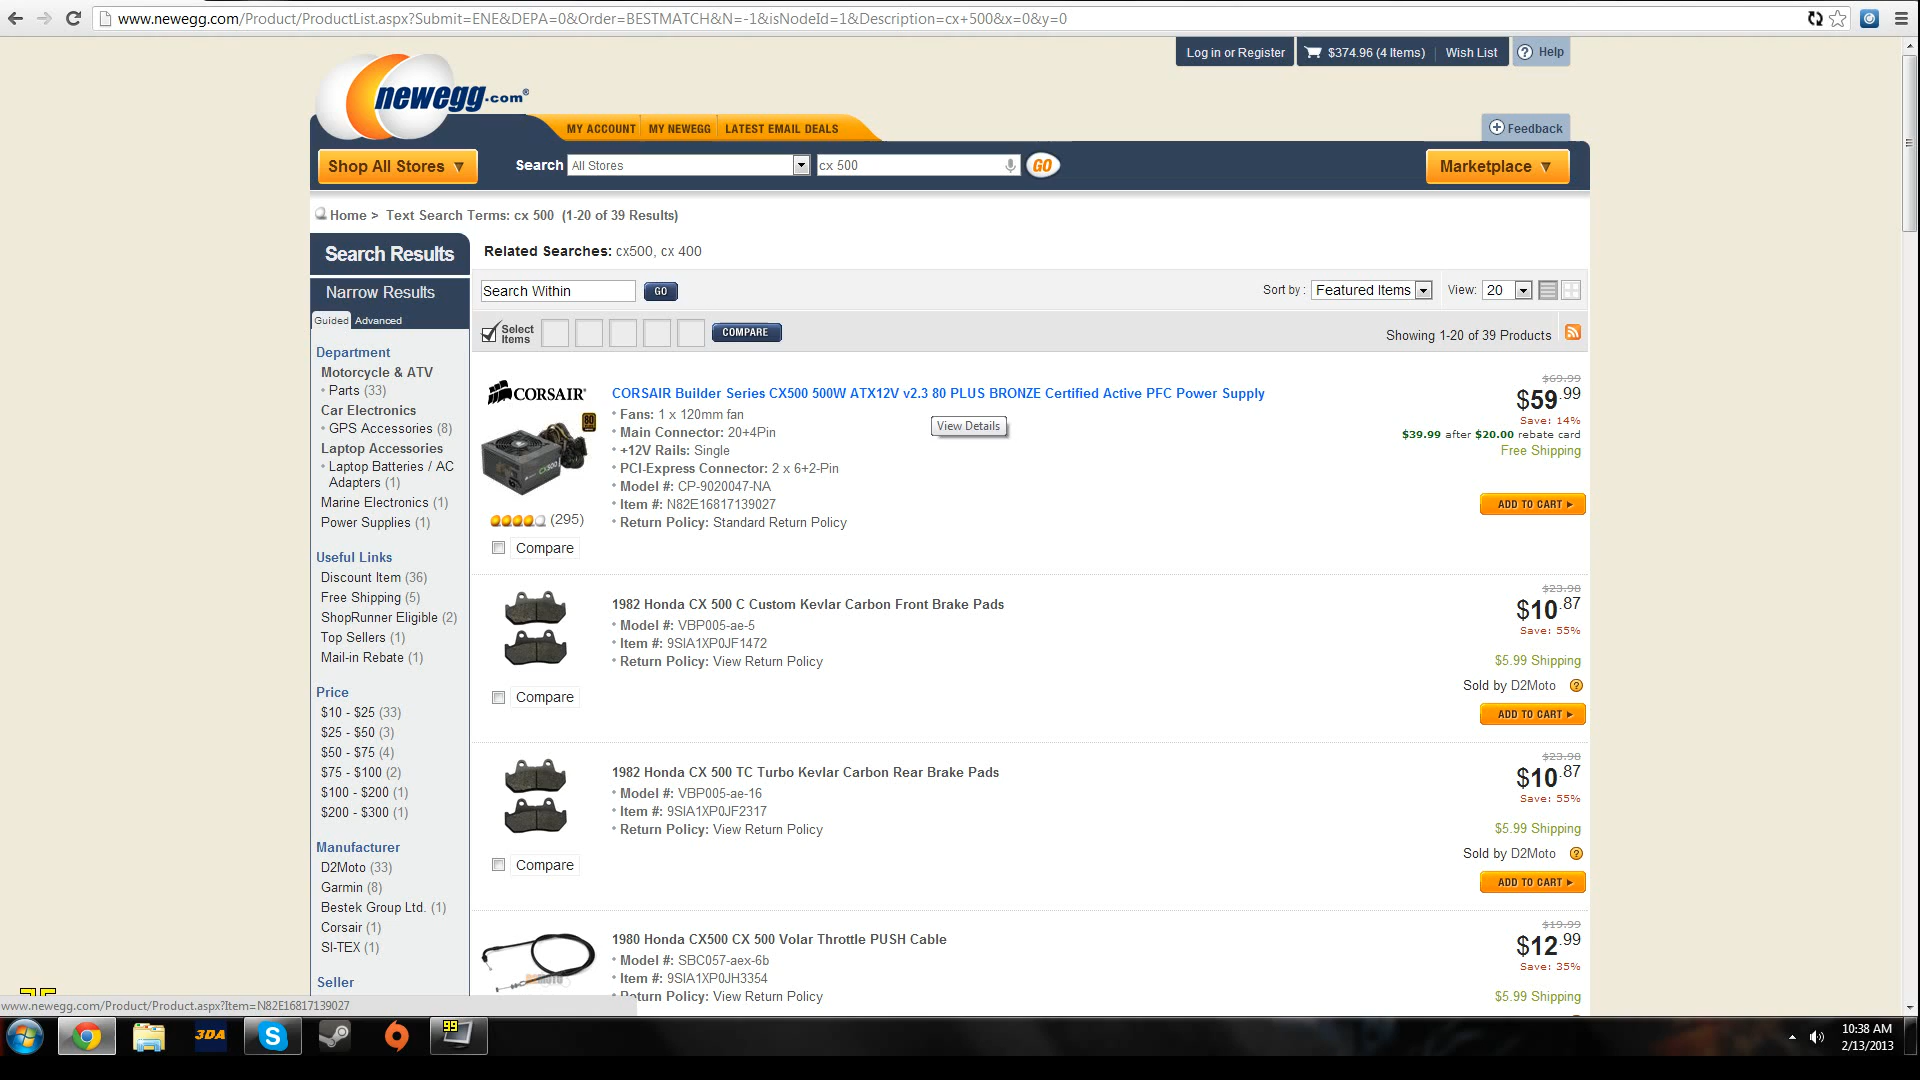 www.newegg.com/Product/ProductList.aspx?Submit=ENE&DEPA=0&Order=BESTMATCH&N=-1&isNodeId=1&Description=cx+500&x=0&y=0
Log in or Register
$374.96 (4 Items)
Wish List
Help
newegg.com®
MY ACCOUNT
MY NEWEGG
LATEST EMAIL DEALS
Feedback
Shop All Stores
Search
All Stores
cx 500
GO
Marketplace
Home > Text Search Terms: cx 500 (1-20 of 39 Results)
Search Results
Related Searches: cx500, cx 400
Narrow Results
Guided
Advanced
Search Within
GO
Sort by :
Featured Items
View:
20
Select Items
COMPARE
Showing 1-20 of 39 Products
Department
Motorcycle & ATV
Parts (33)
Car Electronics
GPS Accessories (8)
Laptop Accessories
Laptop Batteries / AC
Adapters (1)
Marine Electronics (1)
Power Supplies (1)
Useful Links
Discount Item (36)
Free Shipping (5)
ShopRunner Eligible (2)
Top Sellers (1)
Mail-in Rebate (1)
Price
$10 - $25 (33)
$25 - $50 (3)
$50 - $75 (4)
$75 - $100 (2)
$100 - $200 (1)
$200 - $300 (1)
Manufacturer
D2Moto (33)
Garmin (8)
Bestek Group Ltd. (1)
Corsair (1)
SI-TEX (1)
Seller
CORSAIR
CORSAIR Builder Series CX500 500W ATX12V v2.3 80 PLUS BRONZE Certified Active PFC Power Supply
Fans: 1 x 120mm fan
Main Connector: 20+4Pin
+12V Rails: Single
PCI-Express Connector: 2 x 6+2-Pin
Model #: CP-9020047-NA
Item #: N82E16817139027
Return Policy: Standard Return Policy
View Details
(295)
Compare
$69.99
$59.99
Save: 14%
$39.99 after $20.00 rebate card
Free Shipping
ADD TO CART
1982 Honda CX 500 C Custom Kevlar Carbon Front Brake Pads
Model #: VBP005-ae-5
Item #: 9SIA1XP0JF1472
Return Policy: View Return Policy
Compare
$23.98
$10.87
Save: 55%
$5.99 Shipping
Sold by D2Moto
ADD TO CART
1982 Honda CX 500 TC Turbo Kevlar Carbon Rear Brake Pads
Model #: VBP005-ae-16
Item #: 9SIA1XP0JF2317
Return Policy: View Return Policy
Compare
$23.98
$10.87
Save: 55%
$5.99 Shipping
Sold by D2Moto
ADD TO CART
1980 Honda CX500 CX 500 Volar Throttle PUSH Cable
Model #: SBC057-aex-6b
Item #: 9SIA1XP0JH3354
Return Policy: View Return Policy
$19.99
$12.99
Save: 35%
$5.99 Shipping
www.newegg.com/Product/Product.aspx?Item=N82E16817139027
3DA
99
10:38 AM
2/13/2013